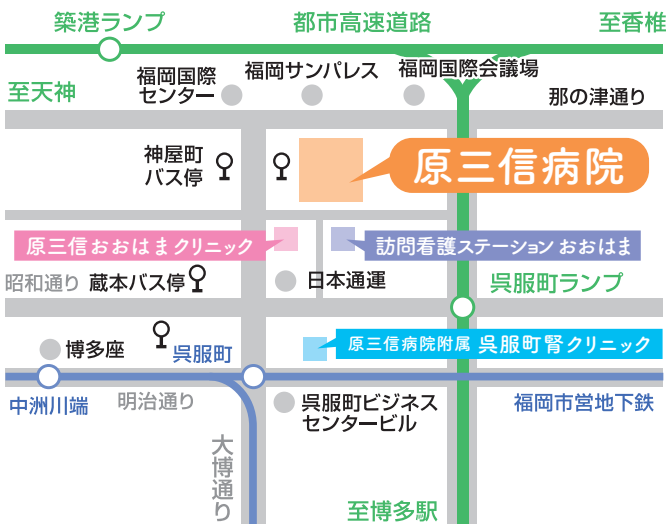 築港ランプ
都市高速道路
至香椎
至天神
福岡国際
センター
福岡サンパレス
福岡国際会議場
那の津通り
神屋町
バス停
原三信病院
原三信おおはまクリニック
訪問看護ステーション おおはま
昭和通り
蔵本バス停
日本通運
呉服町ランプ
博多座
呉服町
原三信病院附属 呉服町腎クリニック
中洲川端
明治通り
呉服町ビジネス
センタービル
福岡市営地下鉄
大博通り
至博多駅